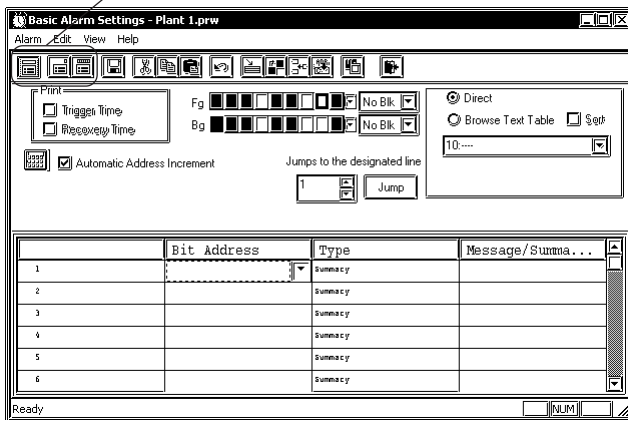 Basic Alarm Settings - Plant 1.prw
Alarm Edit View Help
Print
Trigger Time
Recovery Time
Fg No Blk
Bg No Blk
Direct
Browse Text Table Sort
10:----
Automatic Address Increment
Jumps to the designated line
1 Jump
Bit Address Type Message/Summa...
1 Summary
2 Summary
3 Summary
4 Summary
5 Summary
6 Summary
Ready NUM